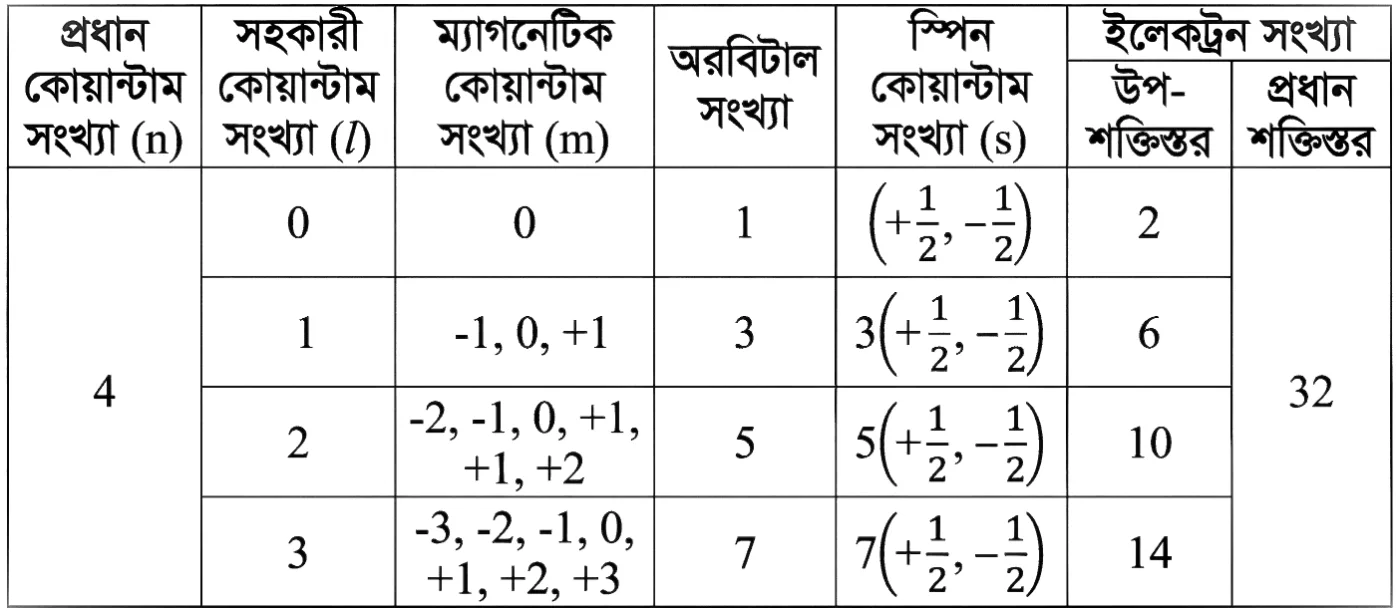 প্রধান কোয়ান্টাম সংখ্যা (n)
সহকারী কোয়ান্টাম সংখ্যা (l)
ম্যাগনেটিক কোয়ান্টাম সংখ্যা (m)
অরবিটাল সংখ্যা
স্পিন কোয়ান্টাম সংখ্যা (s)
ইলেকট্রন সংখ্যা
উপ-শক্তিস্তর
প্রধান শক্তিস্তর
4
0
0
1
(+1/2, -1/2)
2
32
1
-1, 0, +1
3
3(+1/2, -1/2)
6
2
-2, -1, 0, +1,
+1, +2
5
5(+1/2, -1/2)
10
3
-3, -2, -1, 0,
+1, +2, +3
7
7(+1/2, -1/2)
14